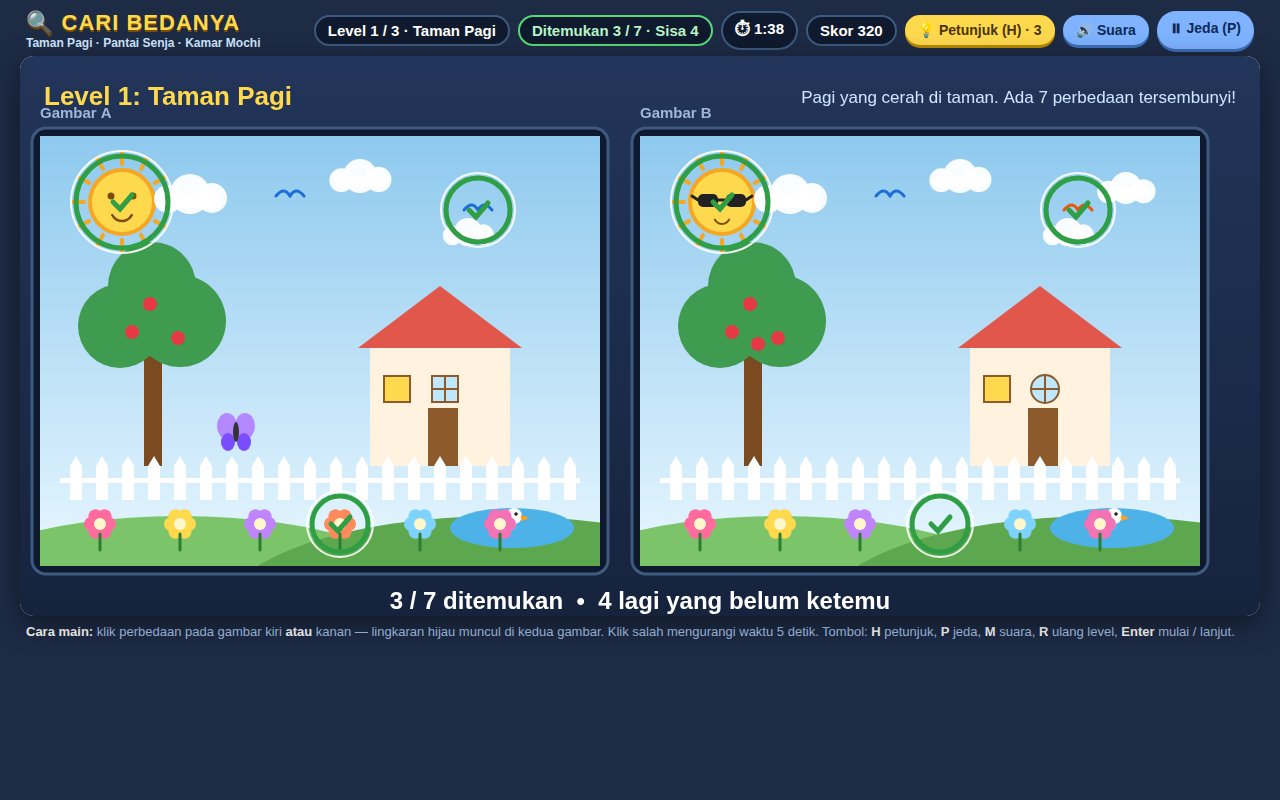 🔍 CARI BEDANYA
Taman Pagi · Pantai Senja · Kamar Mochi
Level 1 / 3 · Taman Pagi
Ditemukan 3 / 7 · Sisa 4
⏱ 1:38
Skor 320
💡 Petunjuk (H) · 3
🔊 Suara
⏸ Jeda (P)
Level 1: Taman Pagi
Pagi yang cerah di taman. Ada 7 perbedaan tersembunyi!
Gambar A
Gambar B
3 / 7 ditemukan • 4 lagi yang belum ketemu
Cara main: klik perbedaan pada gambar kiri atau kanan — lingkaran hijau muncul di kedua gambar. Klik salah mengurangi waktu 5 detik. Tombol: H petunjuk, P jeda, M suara, R ulang level, Enter mulai / lanjut.